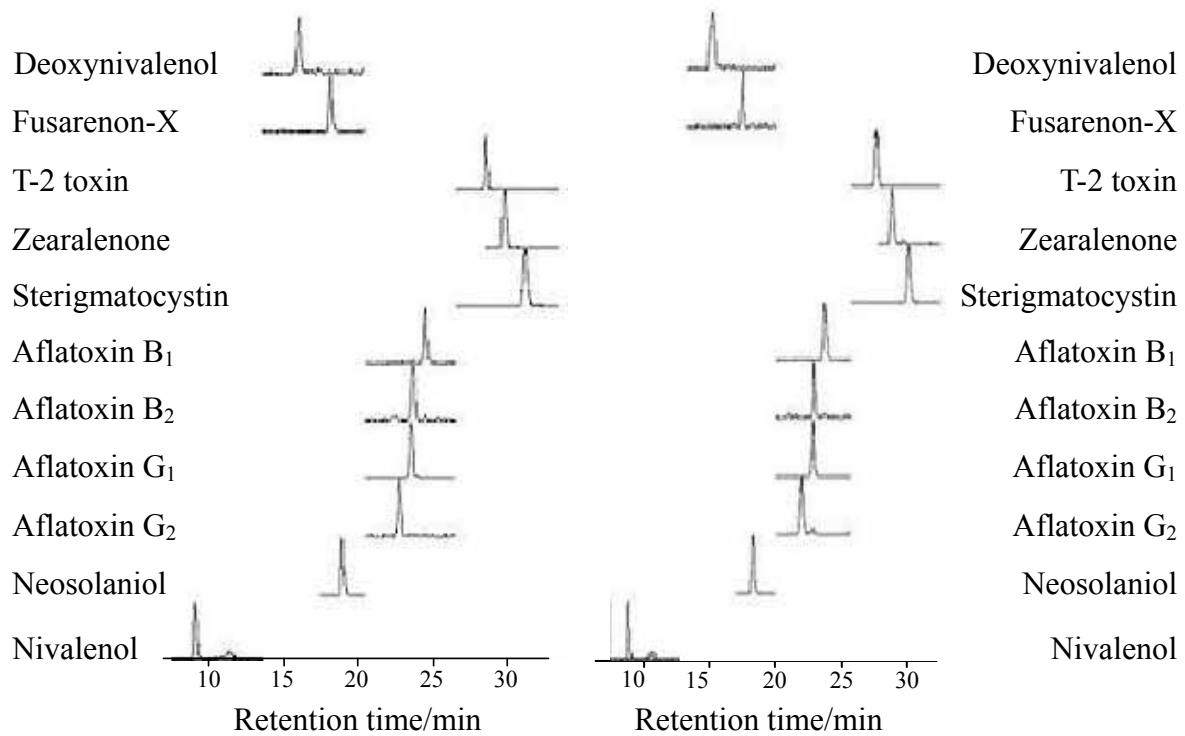 Deoxynivalenol Deoxynivalenol
Fusarenon-X Fusarenon-X
T-2 toxin T-2 toxin
Zearalenone Zearalenone
Sterigmatocystin Sterigmatocystin
Aflatoxin B₁ Aflatoxin B₁
Aflatoxin B₂ Aflatoxin B₂
Aflatoxin G₁ Aflatoxin G₁
Aflatoxin G₂ Aflatoxin G₂
Neosolaniol Neosolaniol
Nivalenol Nivalenol
10 15 20 25 30 10 15 20 25 30
Retention time/min Retention time/min